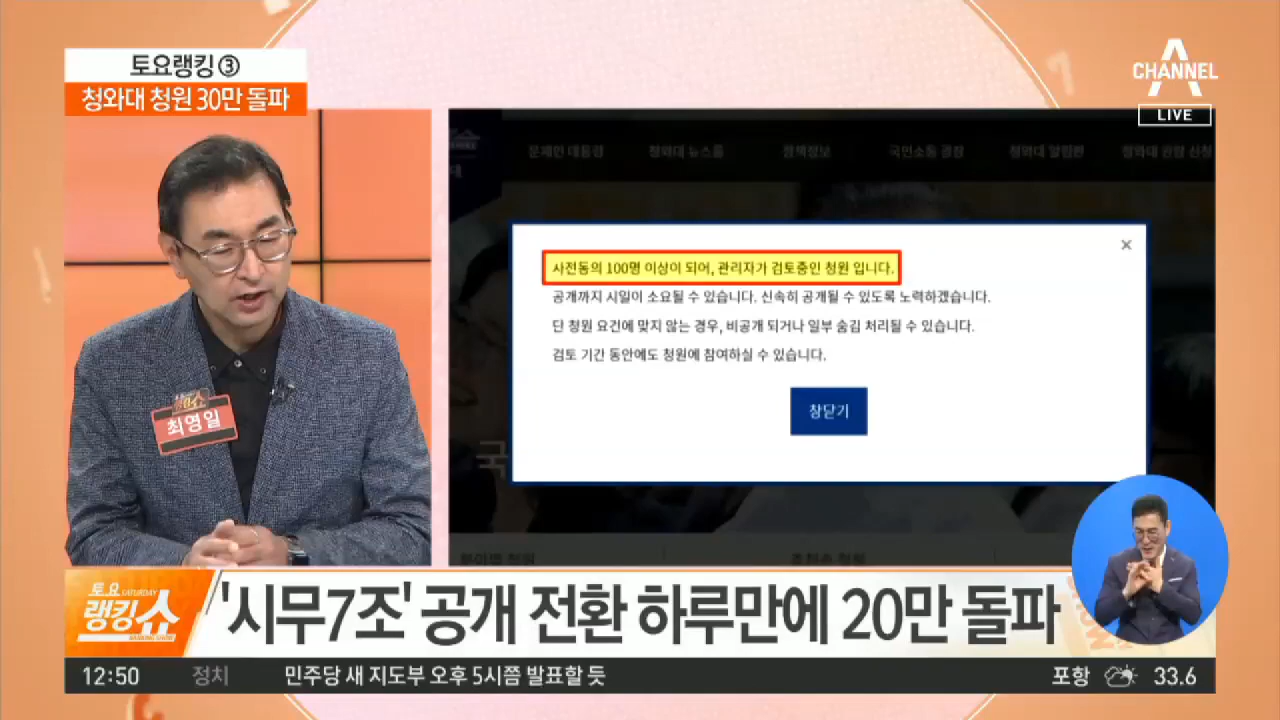 토요랭킹 ③
청와대 청원 30만 돌파
CHANNEL A
LIVE
문재인 대통령 청와대 뉴스룸 정책정보 국민소통 광장 청와대 알림판 청와대 관람 신청
사전동의 100명 이상이 되어, 관리자가 검토중인 청원 입니다.
공개까지 시일이 소요될 수 있습니다. 신속히 공개될 수 있도록 노력하겠습니다.
단 청원 요건에 맞지 않는 경우, 비공개 되거나 일부 숨김 처리될 수 있습니다.
검토 기간 동안에도 청원에 참여하실 수 있습니다.
창닫기
국
최영일
토요 SATURDAY
랭킹쇼
RANKING SHOW
'시무7조' 공개 전환 하루만에 20만 돌파
12:50 정치 민주당 새 지도부 오후 5시쯤 발표할 듯 포항 33.6